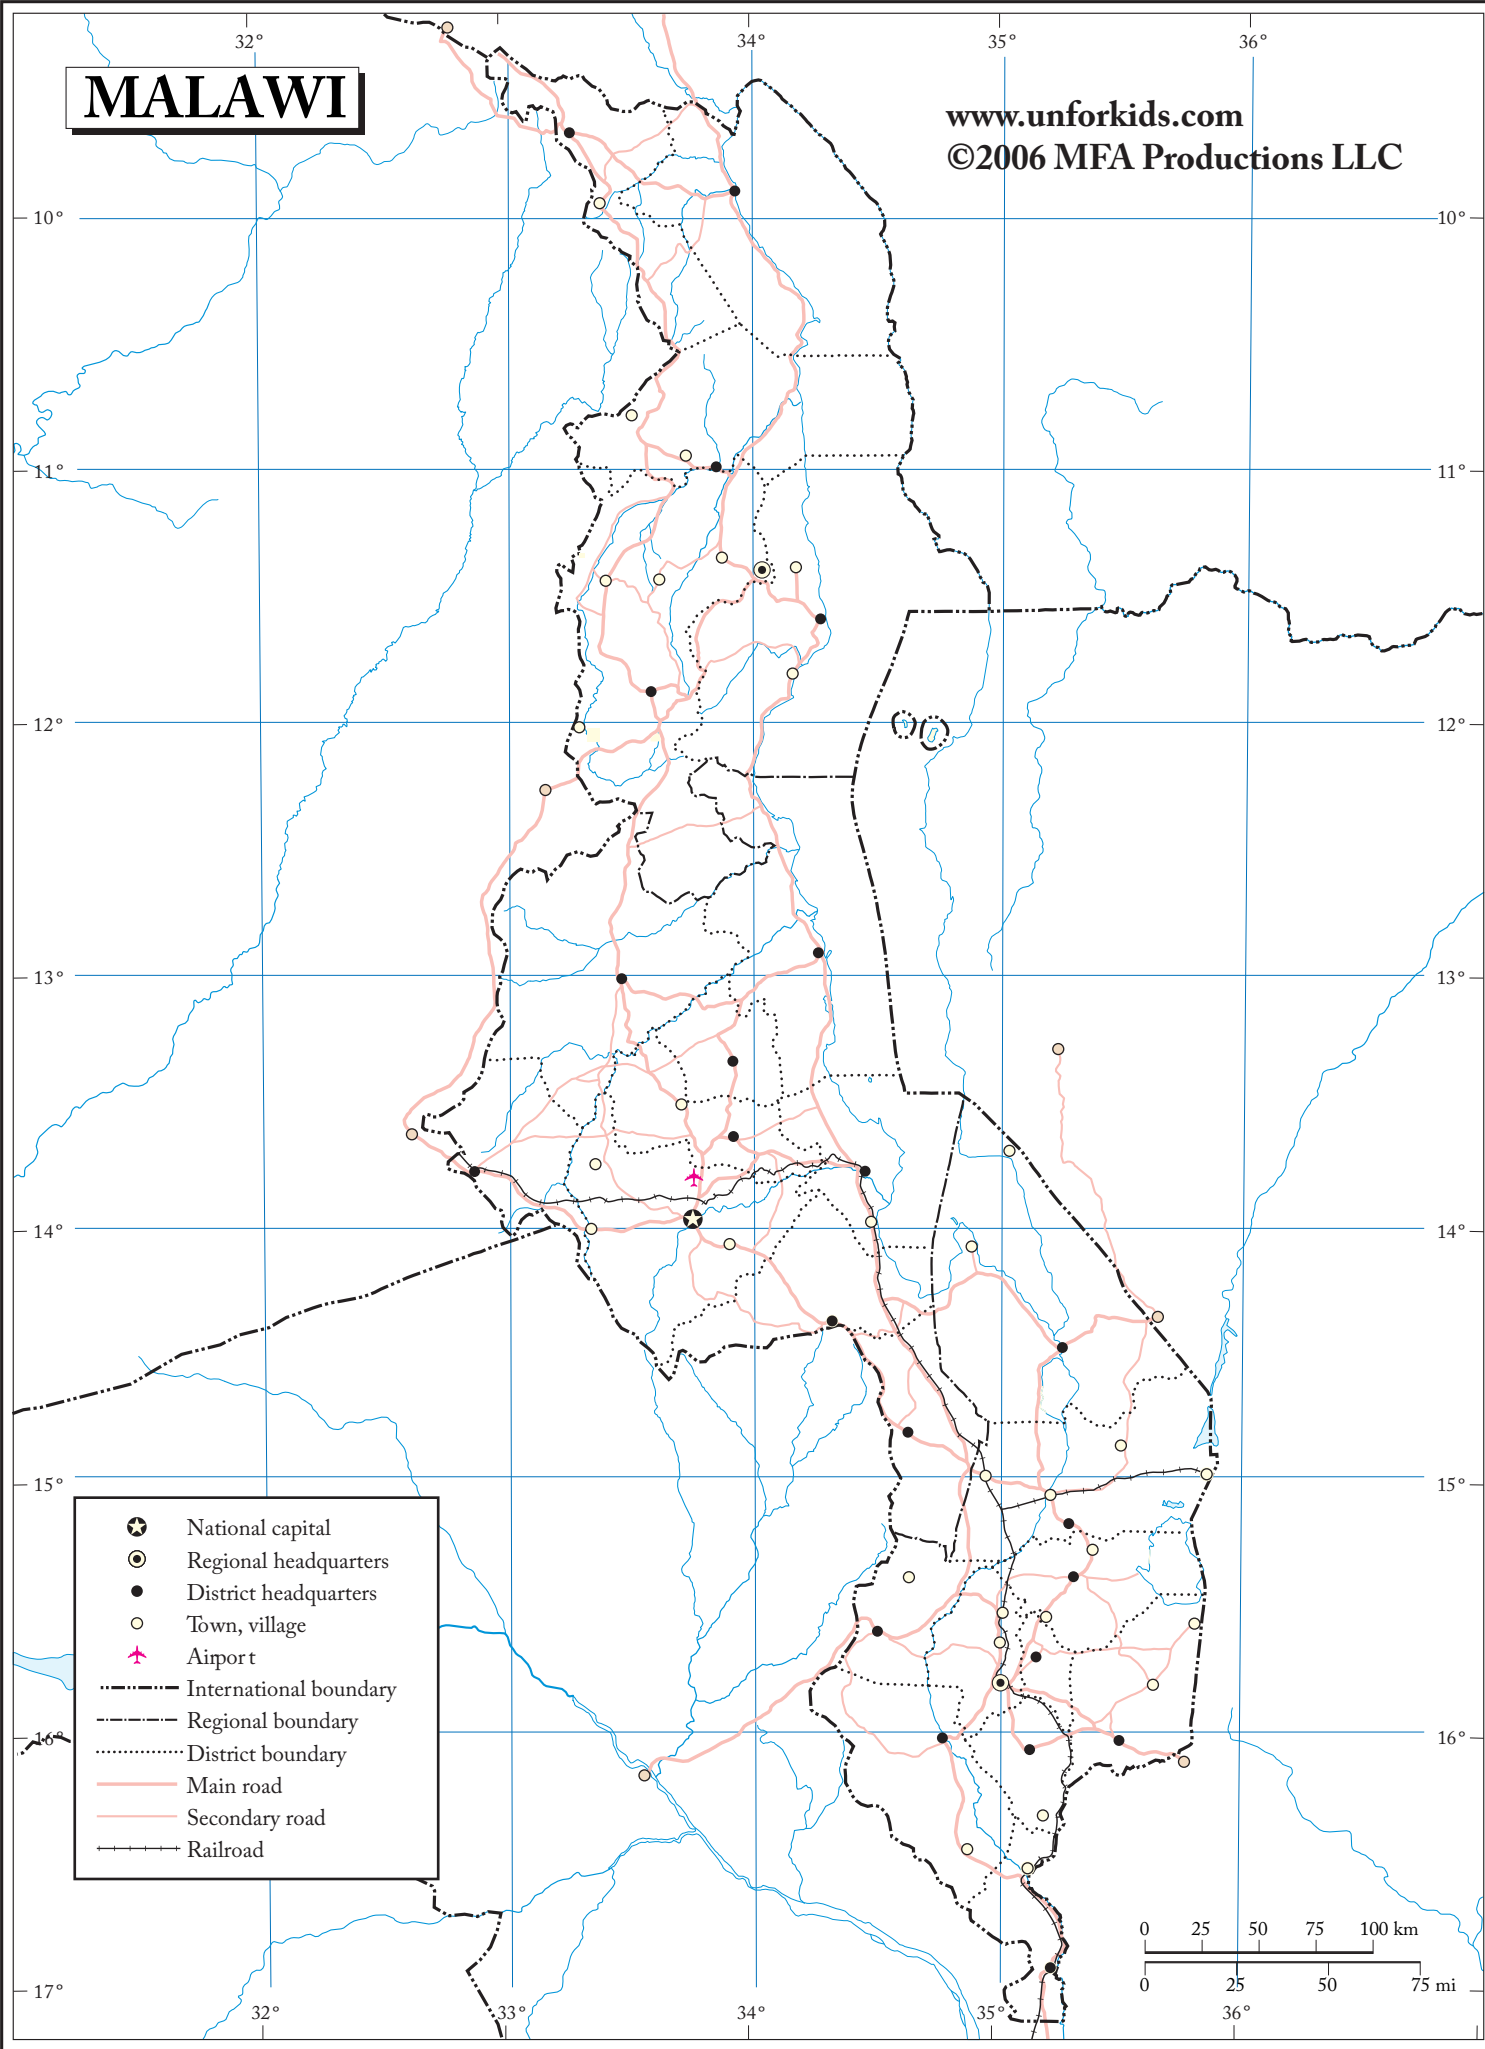 32° 34° 35° 36°
MALAWI
www.unforkids.com
©2006 MFA Productions LLC
10° 10°
11° 11°
12° 12°
13° 13°
14° 14°
15° 15°
National capital
Regional headquarters
District headquarters
Town, village
Airport
International boundary
Regional boundary
16° 16°
District boundary
Main road
Secondary road
Railroad
0 25 50 75 100 km
0 25 50 75 mi
17°
32° 33° 34° 35° 36°